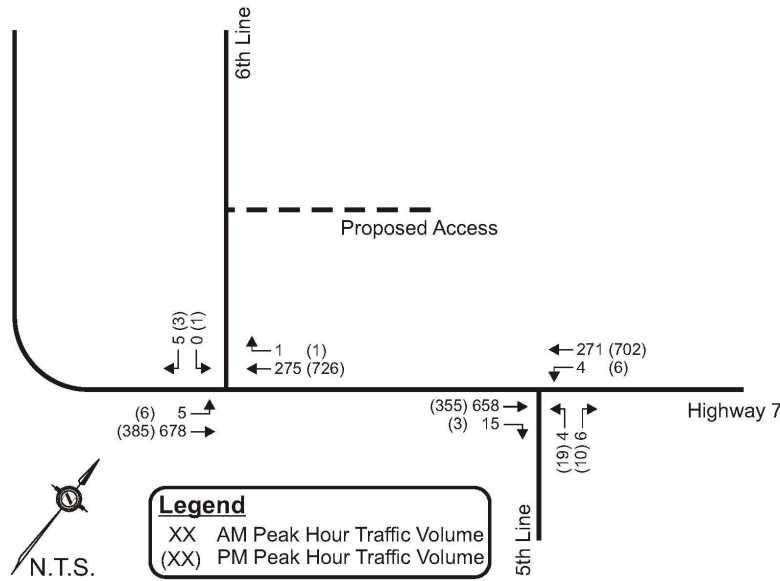 6th Line
Proposed Access
5 (3)
0 (1)
1 (1)
275 (726)
271 (702)
4 (6)
(6) 5
(385) 678
(355) 658
(3) 15
Highway 7
(19) 4
(10) 6
5th Line
N.T.S.
Legend
XX AM Peak Hour Traffic Volume
(XX) PM Peak Hour Traffic Volume